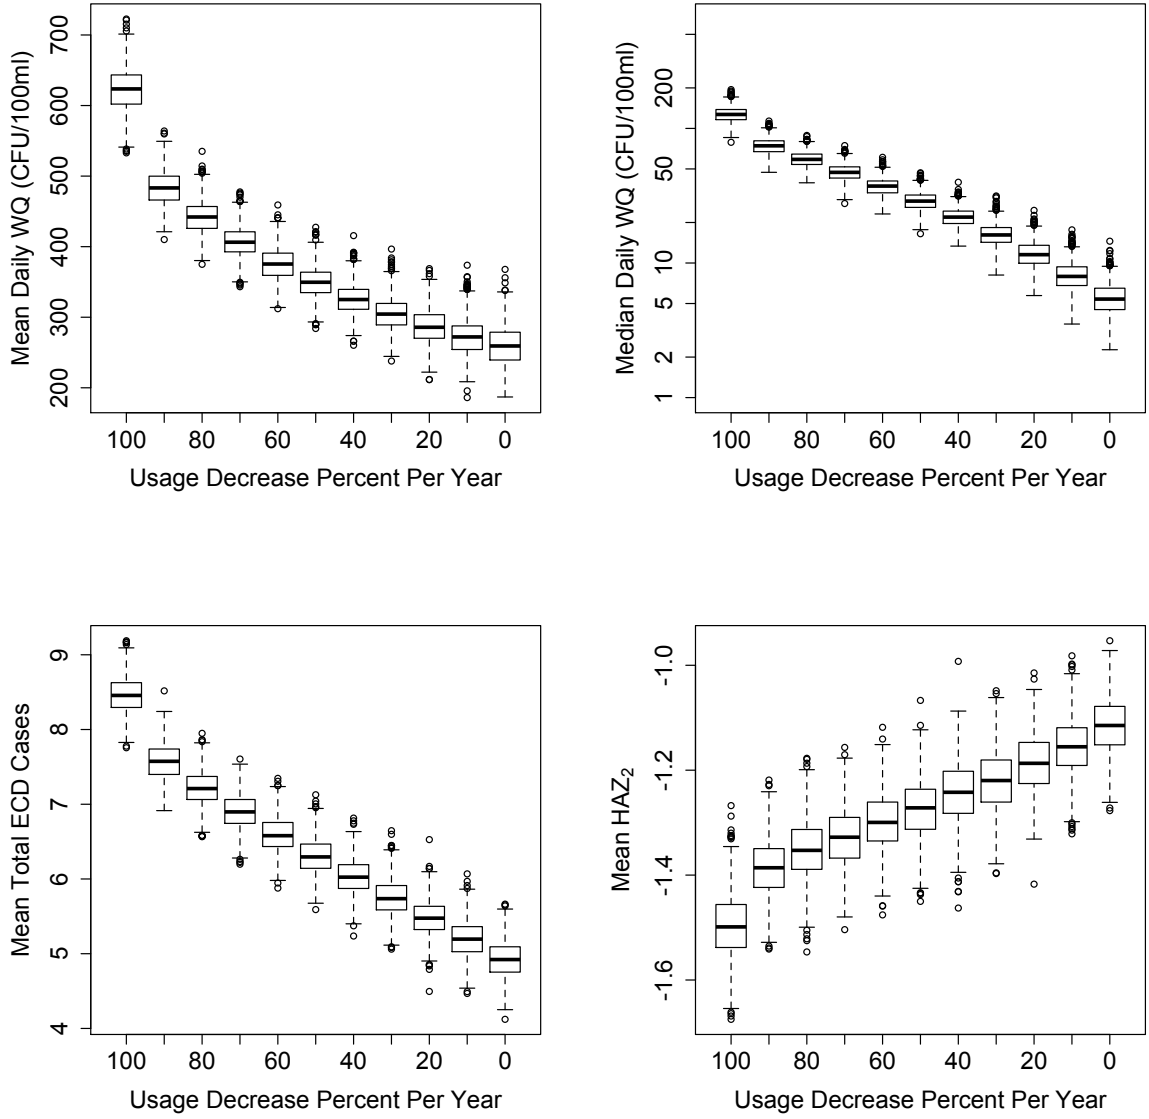 Mean Daily WQ (CFU/100ml)
700
600
500
400
300
200
100 80 60 40 20 0
Usage Decrease Percent Per Year
Median Daily WQ (CFU/100ml)
200
50
10
5
2
1
100 80 60 40 20 0
Usage Decrease Percent Per Year
Mean Total ECD Cases
9
8
7
6
5
4
100 80 60 40 20 0
Usage Decrease Percent Per Year
Mean HAZ2
-1.0
-1.2
-1.4
-1.6
100 80 60 40 20 0
Usage Decrease Percent Per Year